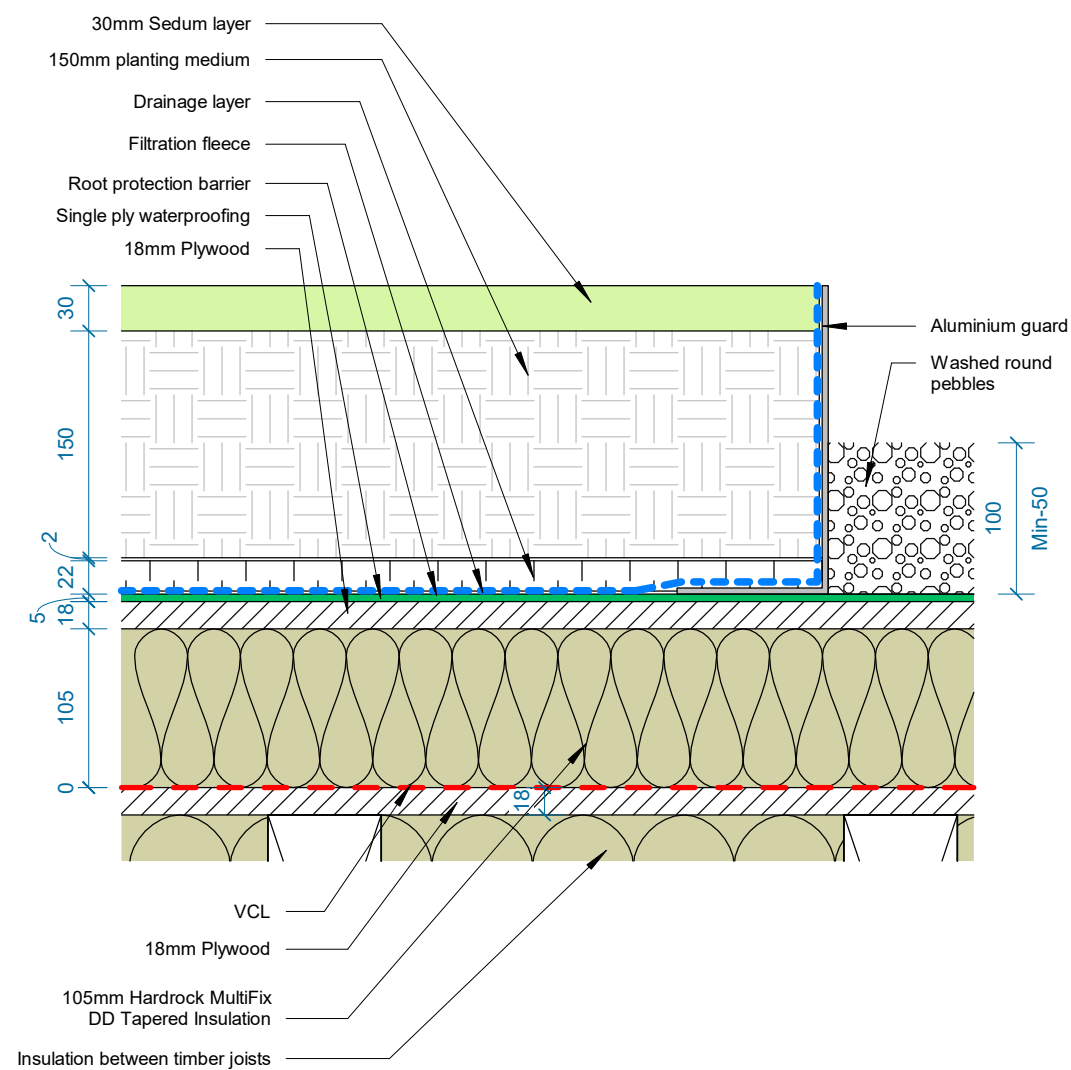 30mm Sedum layer
150mm planting medium
Drainage layer
Filtration fleece
Root protection barrier
Single ply waterproofing
18mm Plywood
30
150
2
22
5
18
105
0
18
Aluminium guard
Washed round
pebbles
100
Min-50
VCL
18mm Plywood
105mm Hardrock MultiFix
DD Tapered Insulation
Insulation between timber joists